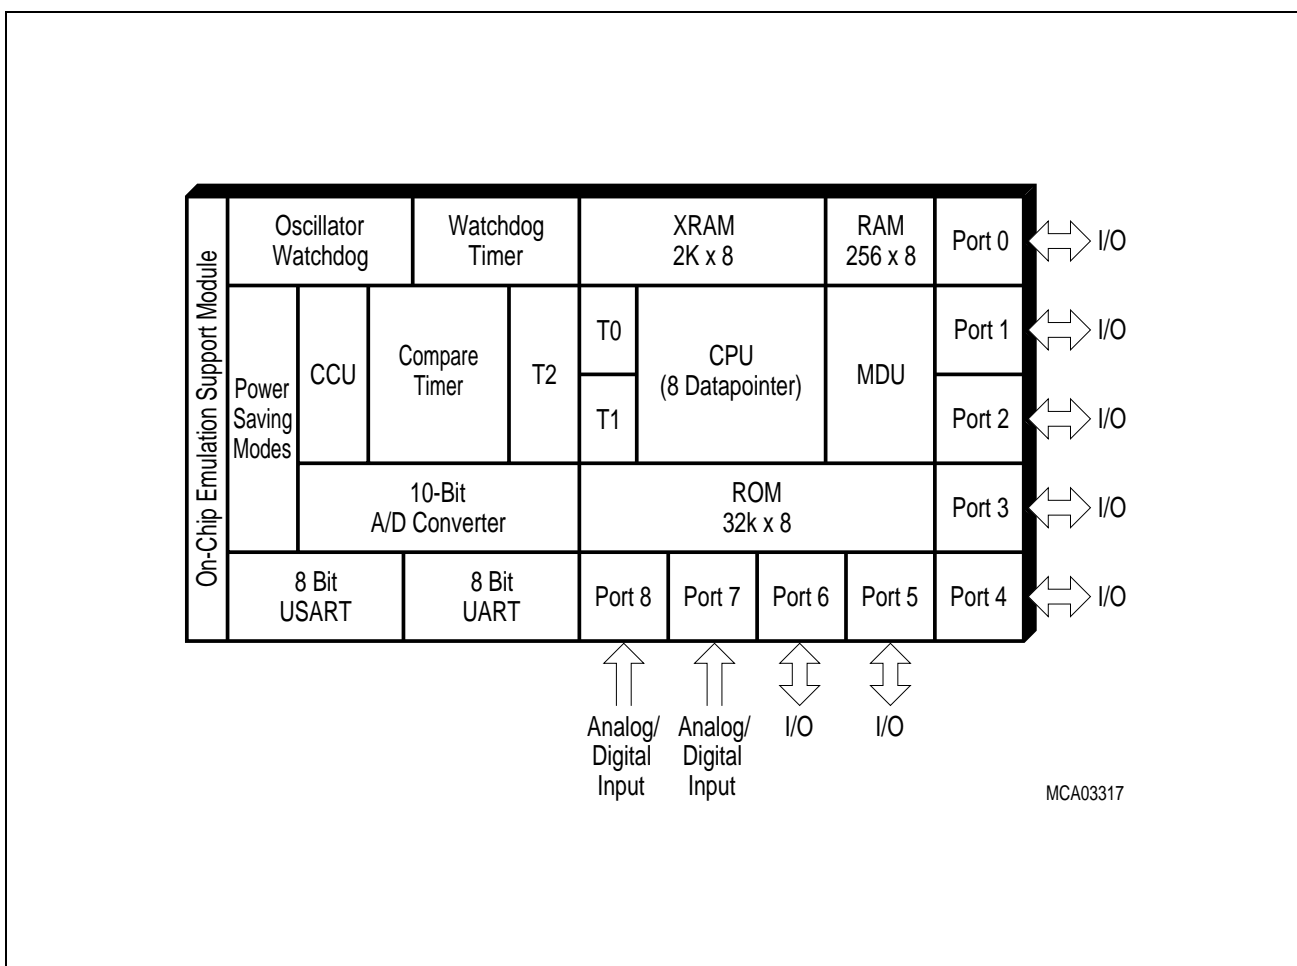 On-Chip Emulation Support Module
Oscillator
Watchdog
Watchdog
Timer
XRAM
2K x 8
RAM
256 x 8
Port 0
I/O
Power
Saving
Modes
CCU
Compare
Timer
T2
T0
T1
CPU
(8 Datapointer)
MDU
Port 1
I/O
Port 2
I/O
10-Bit
A/D Converter
ROM
32k x 8
Port 3
I/O
8 Bit
USART
8 Bit
UART
Port 8
Port 7
Port 6
Port 5
Port 4
I/O
Analog/
Digital
Input
Analog/
Digital
Input
I/O
I/O
MCA03317